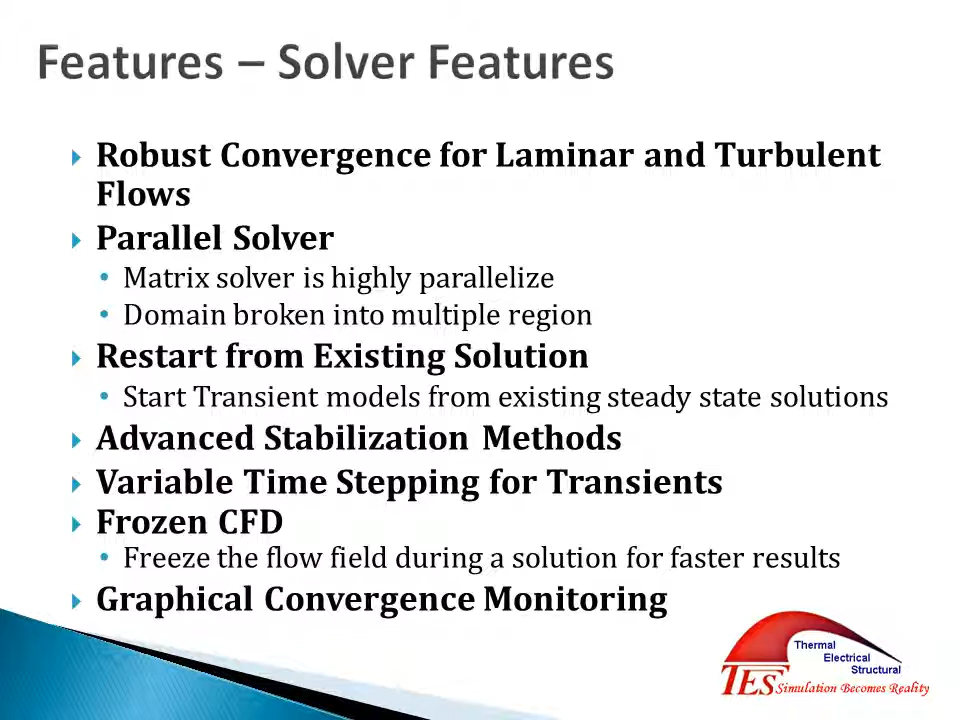 Features – Solver Features
Robust Convergence for Laminar and Turbulent
Flows
Parallel Solver
Matrix solver is highly parallelize
Domain broken into multiple region
Restart from Existing Solution
Start Transient models from existing steady state solutions
Advanced Stabilization Methods
Variable Time Stepping for Transients
Frozen CFD
Freeze the flow field during a solution for faster results
Graphical Convergence Monitoring
Thermal
Electrical
Structural
TES Simulation Becomes Reality